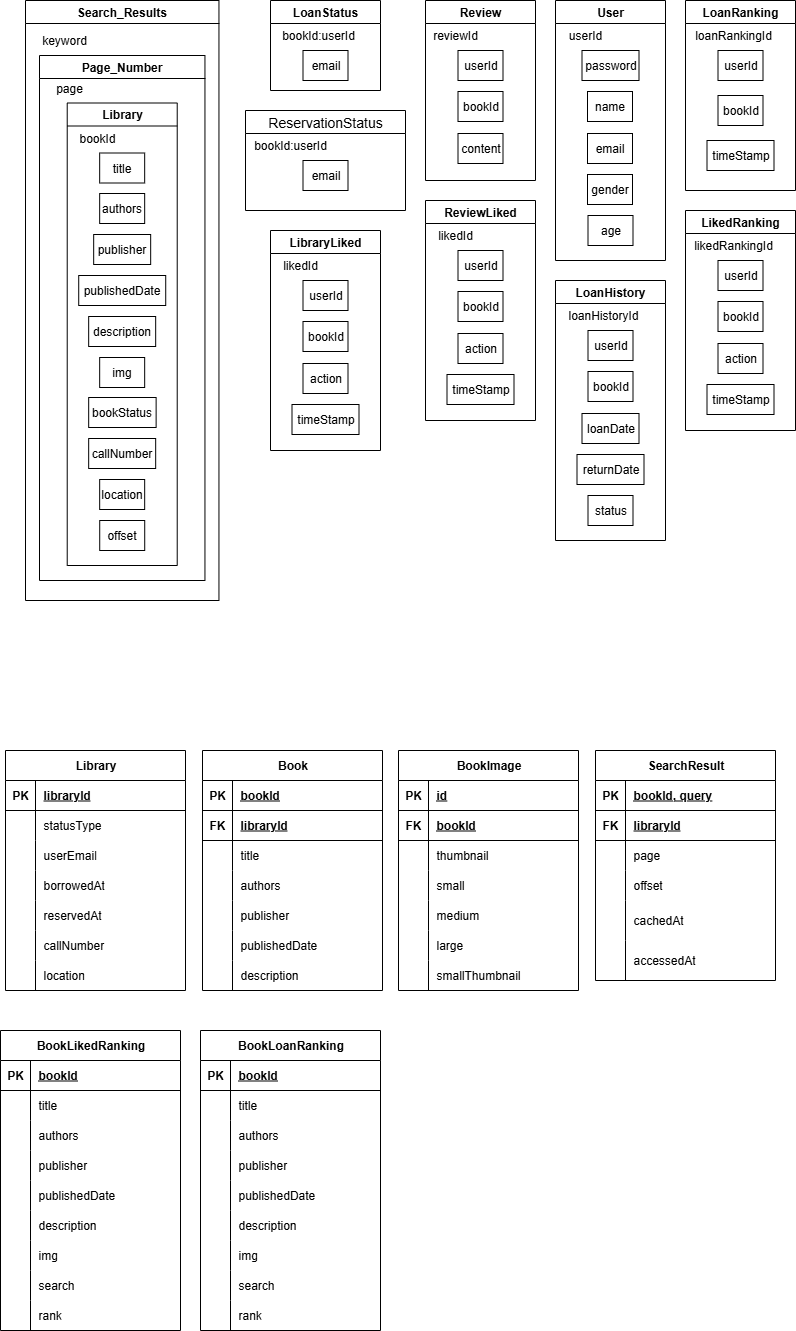 Search_Results
keyword
Page_Number
page
Library
bookId
title
authors
publisher
publishedDate
description
img
bookStatus
callNumber
location
offset
LoanStatus
bookId:userId
email
ReservationStatus
bookId:userId
email
LibraryLiked
likedId
userId
bookId
action
timeStamp
Review
reviewId
userId
bookId
content
ReviewLiked
likedId
userId
bookId
action
timeStamp
User
userId
password
name
email
gender
age
LoanHistory
loanHistoryId
userId
bookId
loanDate
returnDate
status
LoanRanking
loanRankingId
userId
bookId
timeStamp
LikedRanking
likedRankingId
userId
bookId
action
timeStamp
Library
PK libraryId
statusType
userEmail
borrowedAt
reservedAt
callNumber
location
Book
PK bookId
FK libraryId
title
authors
publisher
publishedDate
description
BookImage
PK id
FK bookId
thumbnail
small
medium
large
smallThumbnail
SearchResult
PK bookId, query
FK libraryId
page
offset
cachedAt
accessedAt
BookLikedRanking
PK bookId
title
authors
publisher
publishedDate
description
img
search
rank
BookLoanRanking
PK bookId
title
authors
publisher
publishedDate
description
img
search
rank